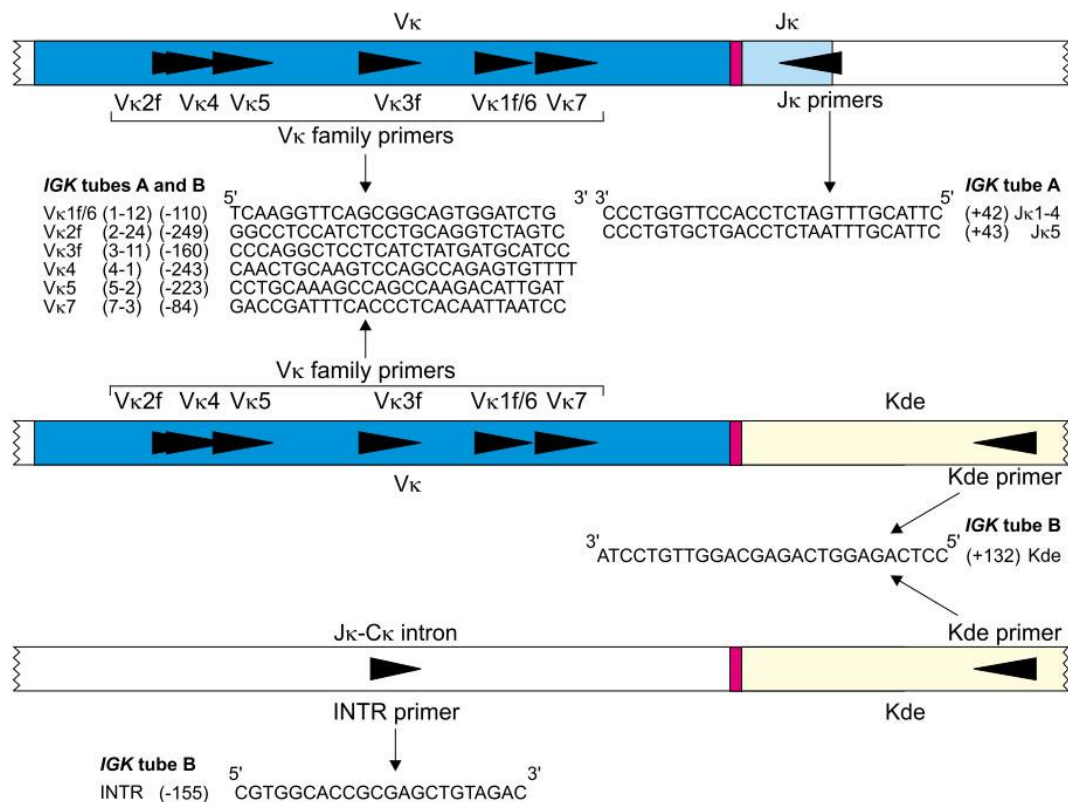 Vκ Jκ
Vκ2f Vκ4 Vκ5 Vκ3f Vκ1f/6 Vκ7 Jκ primers
Vκ family primers
IGK tubes A and B 5' 3' 3' 5' IGK tube A
Vκ1f/6 (1-12) (-110) TCAAGGTTCAGCGGCAGTGGATCTG CCCTGGTTCCACCTCTAGTTTGCATTC (+42) Jκ1-4
Vκ2f (2-24) (-249) GGCCTCCATCTCCTGCAGGTCTAGTC CCCTGTGCTGACCTCTAATTTGCATTC (+43) Jκ5
Vκ3f (3-11) (-160) CCCAGGCTCCTCATCTATGATGCATCC
Vκ4 (4-1) (-243) CAACTGCAAGTCCAGCCAGAGTGTTTT
Vκ5 (5-2) (-223) CCTGCAAAGCCAGCCAAGACATTGAT
Vκ7 (7-3) (-84) GACCGATTTCACCCTCACAATTAATCC
Vκ family primers
Vκ2f Vκ4 Vκ5 Vκ3f Vκ1f/6 Vκ7 Kde
Vκ Kde primer
IGK tube B
3' ATCCTGTTGGACGAGACTGGAGACTCC 5' (+132) Kde
Jκ-Cκ intron Kde primer
INTR primer Kde
IGK tube B 5' 3'
INTR (-155) CGTGGCACCGCGAGCTGTAGAC